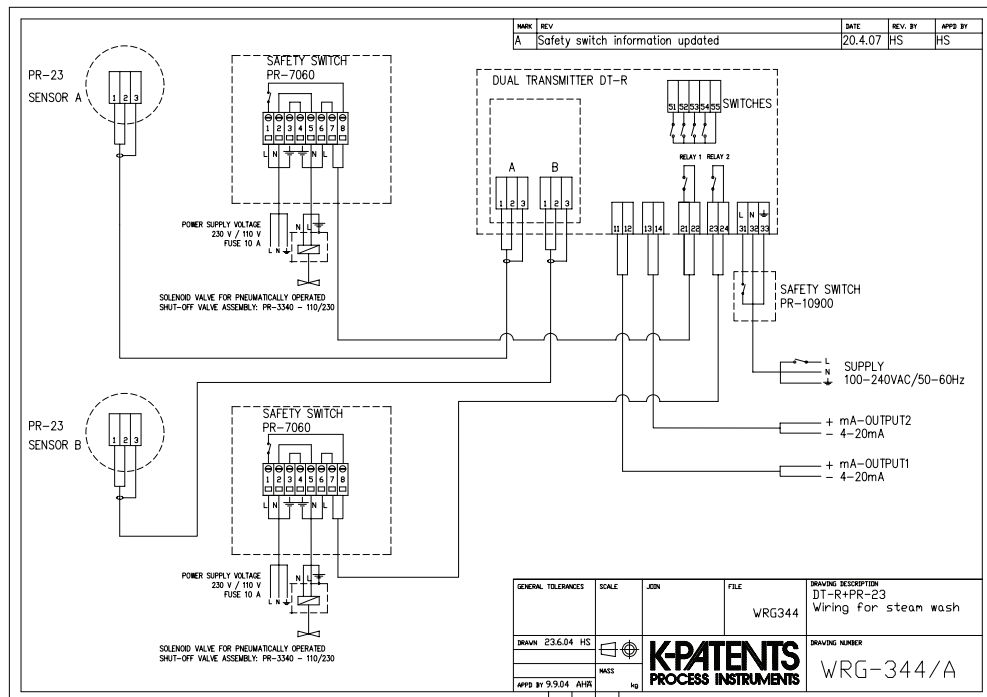 MARK REV DATE REV. BY APPD BY
A Safety switch information updated 20.4.07 HS HS
PR-23
SENSOR A
1 2 3
SAFETY SWITCH
PR-7060
1 2 3 4 5 6 7 8
L N N L
POWER SUPPLY VOLTAGE
230 V / 110 V
FUSE 10 A
N L
L N
SOLENOID VALVE FOR PNEUMATICALLY OPERATED
SHUT-OFF VALVE ASSEMBLY: PR-3340 - 110/230
DUAL TRANSMITTER DT-R
51 52 53 54 55 SWITCHES
RELAY 1 RELAY 2
A B
1 2 3 1 2 3
L N
11 12 13 14 21 22 23 24 31 32 33
SAFETY SWITCH
PR-10900
L
N
SUPPLY
100-240VAC/50-60Hz
+ mA-OUTPUT2
- 4-20mA
+ mA-OUTPUT1
- 4-20mA
PR-23
SENSOR B
1 2 3
SAFETY SWITCH
PR-7060
1 2 3 4 5 6 7 8
L N N L
POWER SUPPLY VOLTAGE
230 V / 110 V
FUSE 10 A
N L
L N
SOLENOID VALVE FOR PNEUMATICALLY OPERATED
SHUT-OFF VALVE ASSEMBLY: PR-3340 - 110/230
GENERAL TOLERANCES SCALE JOIN FILE DRAWING DESCRIPTION
WRG344
DT-R+PR-23
Wiring for steam wash
DRAWN 23.6.04 HS
MASS
kg
APPD BY 9.9.04 AHÄ
K-PATENTS
PROCESS INSTRUMENTS
DRAWING NUMBER
WRG-344/A